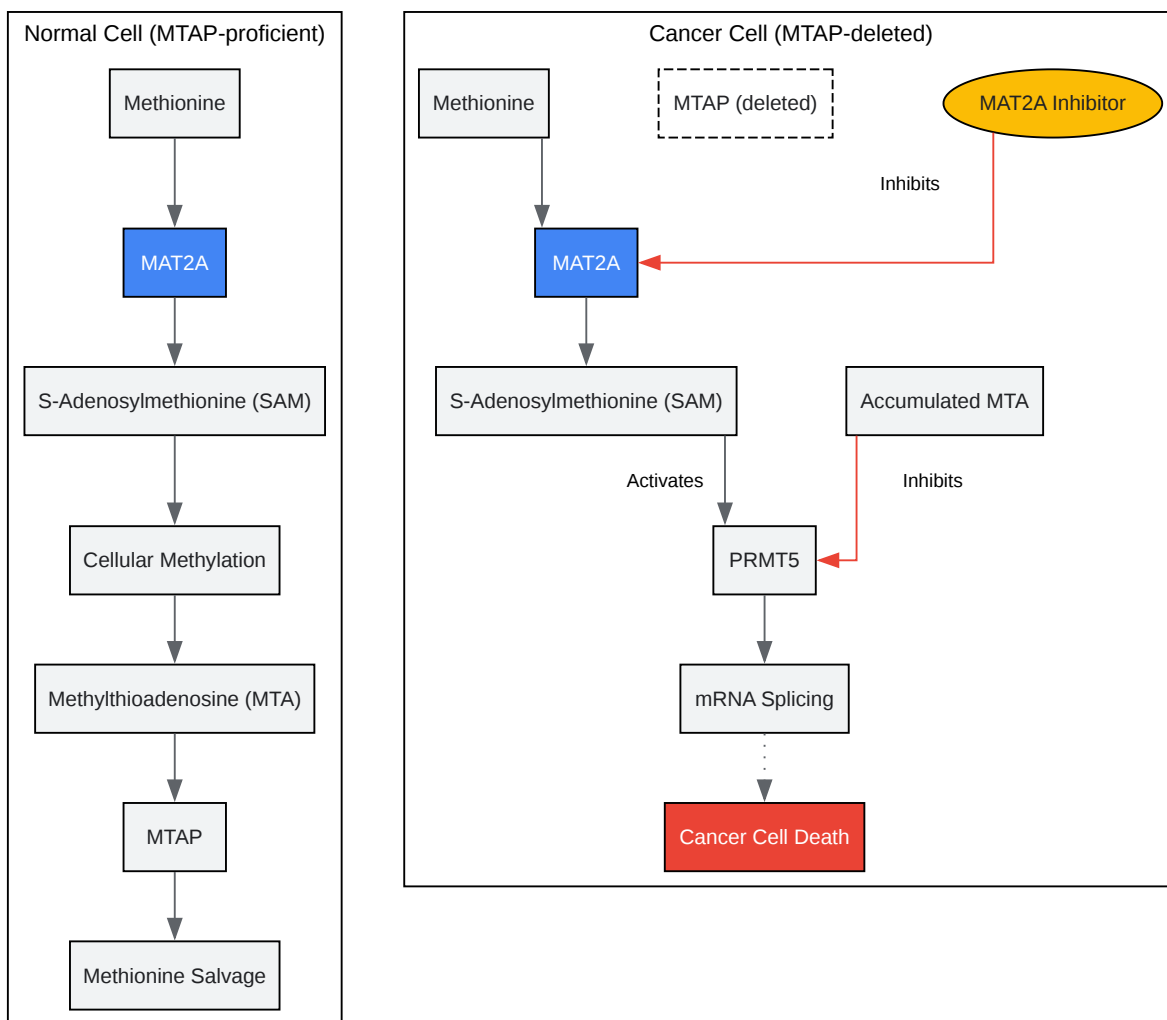 Normal Cell (MTAP-proficient)
Methionine
MAT2A
S-Adenosylmethionine (SAM)
Cellular Methylation
Methylthioadenosine (MTA)
MTAP
Methionine Salvage
Cancer Cell (MTAP-deleted)
Methionine
MTAP (deleted)
MAT2A Inhibitor
Inhibits
MAT2A
S-Adenosylmethionine (SAM)
Accumulated MTA
Activates
Inhibits
PRMT5
mRNA Splicing
Cancer Cell Death